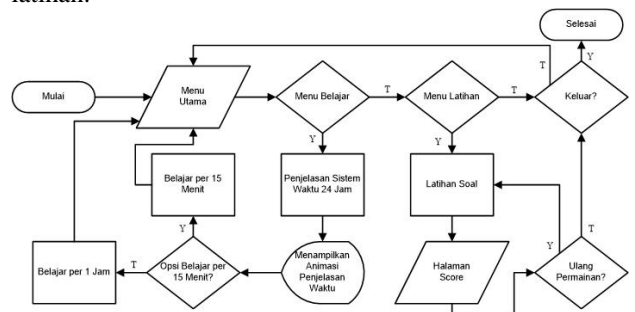 latihan.
Selesai
Y
T
Mulai
Menu
Utama
Menu Belajar
T
Menu Latihan
T
Keluar?
Y
Y
Belajar per 15
Menit
Penjelasan Sistem
Waktu 24 Jam
Latihan Soal
T
Y
Y
Belajar per 1 Jam
T
Opsi Belajar per
15 Menit?
Menampilkan
Animasi
Penjelasan
Waktu
Halaman
Score
Ulang
Permainan?